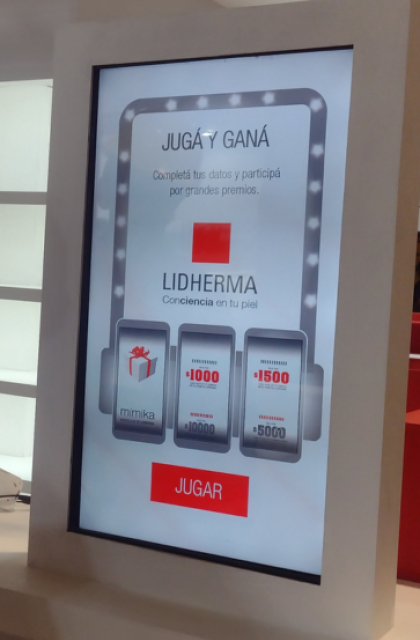 JUGÁ Y GANÁ
Completá tus datos y participá
por grandes premios.
LIDHERMA
Conciencia en tu piel
mimika
$1000
$10000
$1500
$5000
JUGAR